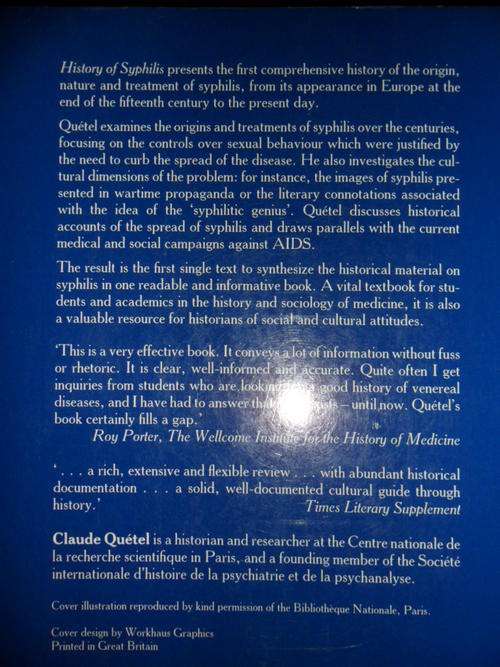 History of Syphilis presents the first comprehensive history of the origin,
nature and treatment of syphilis, from its appearance in Europe at the
end of the fifteenth century to the present day.
Quétel examines the origins and treatments of syphilis over the centuries,
focusing on the controls over sexual behaviour which were justified by
the need to curb the spread of the disease. He also investigates the cul-
tural dimensions of the problem: for instance, the images of syphilis pre-
sented in wartime propaganda or the literary connotations associated
with the idea of the ‘syphilitic genius’. Quétel discusses historical
accounts of the spread of syphilis and draws parallels with the current
medical and social campaigns against AIDS.
The result is the first single text to synthesize the historical material on
syphilis in one readable and informative book. A vital textbook for stu-
dents and academics in the history and sociology of medicine, it is also
a valuable resource for historians of social and cultural attitudes.
‘This is a very effective book. It conveys a lot of information without fuss
or rhetoric. It is clear, well-informed and accurate. Quite often I get
inquiries from students who are looking a good history of venereal
diseases, and I have had to answer – until now. Quétel’s
book certainly fills a gap.’
Roy Porter, The Wellcome Institute for the History of Medicine
‘. . . a rich, extensive and flexible review . . . with abundant historical
documentation . . . a solid, well-documented cultural guide through
history.’ Times Literary Supplement
Claude Quétel is a historian and researcher at the Centre nationale de
la recherche scientifique in Paris, and a founding member of the Société
internationale d’histoire de la psychiatrie et de la psychanalyse.
Cover illustration reproduced by kind permission of the Bibliothèque Nationale, Paris.
Cover design by Workhaus Graphics
Printed in Great Britain